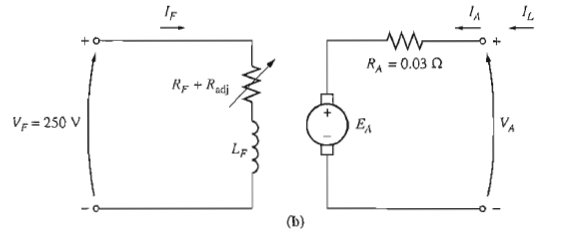 I_F
I_A
I_L
+
+
R_F + R_adj
R_A = 0.03 Ω
V_F = 250 V
+
E_A
V_A
–
L_F
–
–
(b)